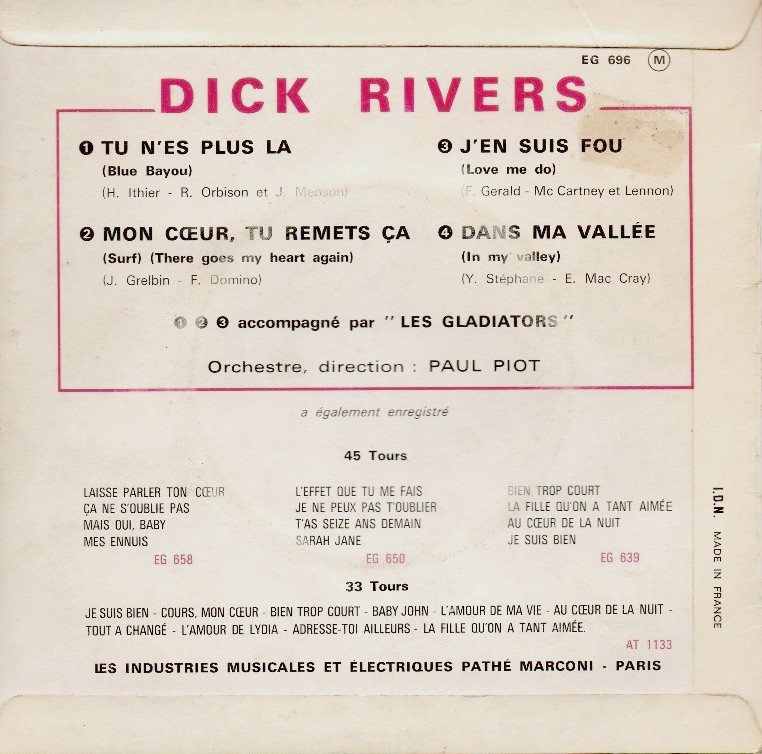 EG 696 M
DICK RIVERS
❶ TU N'ES PLUS LA
(Blue Bayou)
(H. Ithier - R. Orbison et J. Menson)
❷ MON CŒUR, TU REMETS ÇA
(Surf) (There goes my heart again)
(J. Grelbin - F. Domino)
❸ J'EN SUIS FOU
(Love me do)
(F. Gerald - Mc Cartney et Lennon)
❹ DANS MA VALLÉE
(In my valley)
(Y. Stéphane - E. Mac Cray)
❶ ❷ ❸ accompagné par " LES GLADIATORS "
Orchestre, direction : PAUL PIOT
a également enregistré
45 Tours
LAISSE PARLER TON CŒUR
ÇA NE S'OUBLIE PAS
MAIS OUI, BABY
MES ENNUIS
EG 658
L'EFFET QUE TU ME FAIS
JE NE PEUX PAS T'OUBLIER
T'AS SEIZE ANS DEMAIN
SARAH JANE
EG 650
BIEN TROP COURT
LA FILLE QU'ON A TANT AIMÉE
AU CŒUR DE LA NUIT
JE SUIS BIEN
EG 639
33 Tours
JE SUIS BIEN - COURS, MON CŒUR - BIEN TROP COURT - BABY JOHN - L'AMOUR DE MA VIE - AU CŒUR DE LA NUIT -
TOUT A CHANGÉ - L'AMOUR DE LYDIA - ADRESSE-TOI AILLEURS - LA FILLE QU'ON A TANT AIMÉE.
AT 1133
LES INDUSTRIES MUSICALES ET ÉLECTRIQUES PATHÉ MARCONI - PARIS
I.D.N. MADE IN FRANCE